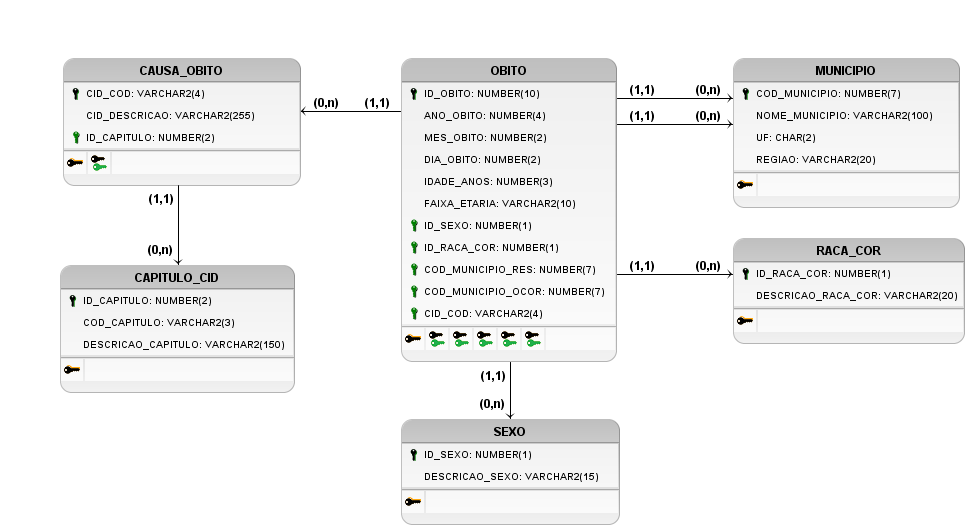 CAUSA_OBITO
CID_COD: VARCHAR2(4)
CID_DESCRICAO: VARCHAR2(255)
ID_CAPITULO: NUMBER(2)
(0,n)
(1,1)
OBITO
ID_OBITO: NUMBER(10)
ANO_OBITO: NUMBER(4)
MES_OBITO: NUMBER(2)
DIA_OBITO: NUMBER(2)
IDADE_ANOS: NUMBER(3)
FAIXA_ETARIA: VARCHAR2(10)
ID_SEXO: NUMBER(1)
ID_RACA_COR: NUMBER(1)
COD_MUNICIPIO_RES: NUMBER(7)
COD_MUNICIPIO_OCOR: NUMBER(7)
CID_COD: VARCHAR2(4)
(1,1)
(0,n)
(1,1)
(0,n)
MUNICIPIO
COD_MUNICIPIO: NUMBER(7)
NOME_MUNICIPIO: VARCHAR2(100)
UF: CHAR(2)
REGIAO: VARCHAR2(20)
(1,1)
(0,n)
CAPITULO_CID
ID_CAPITULO: NUMBER(2)
COD_CAPITULO: VARCHAR2(3)
DESCRICAO_CAPITULO: VARCHAR2(150)
(1,1)
(0,n)
RACA_COR
ID_RACA_COR: NUMBER(1)
DESCRICAO_RACA_COR: VARCHAR2(20)
(1,1)
(0,n)
SEXO
ID_SEXO: NUMBER(1)
DESCRICAO_SEXO: VARCHAR2(15)